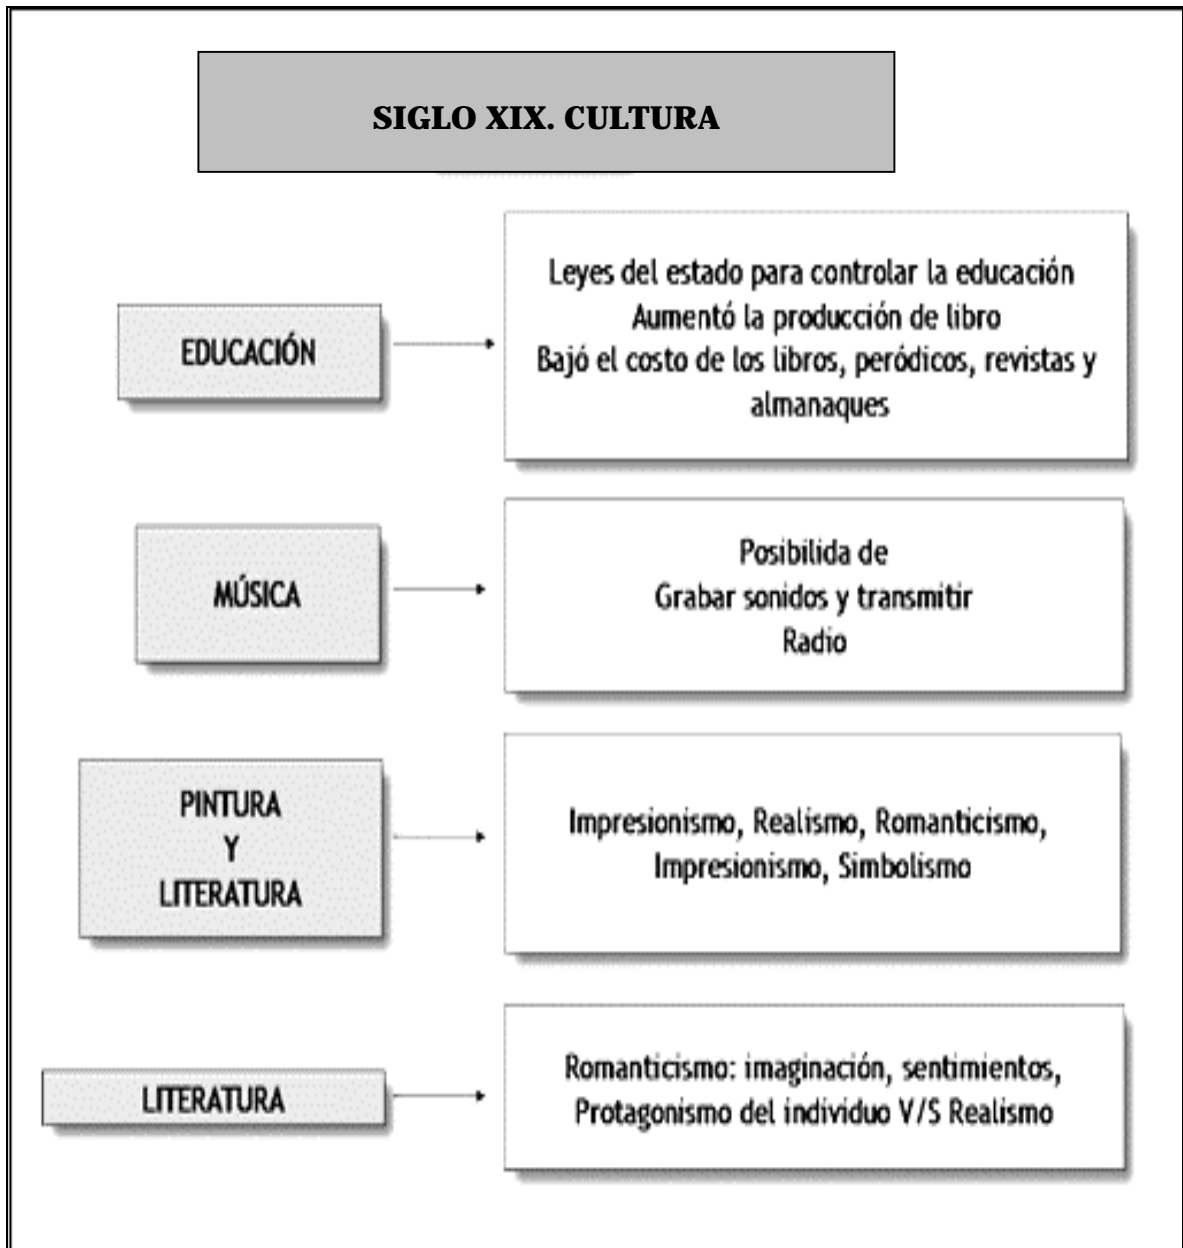 SIGLO XIX. CULTURA
EDUCACIÓN
Leyes del estado para controlar la educación
Aumentó la producción de libro
Bajó el costo de los libros, peródicos, revistas y
almanaques
MÚSICA
Posibilida de
Grabar sonidos y transmitir
Radio
PINTURA
Y
LITERATURA
Impresionismo, Realismo, Romanticismo,
Impresionismo, Simbolismo
LITERATURA
Romanticismo: imaginación, sentimientos,
Protagonismo del individuo V/S Realismo